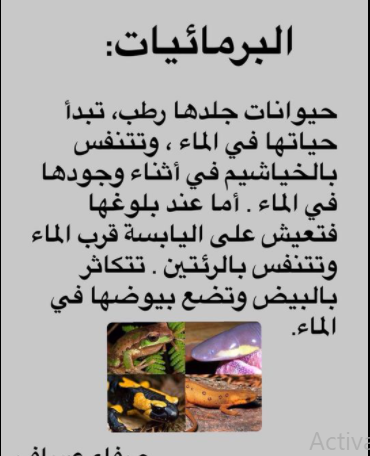 البرمائيات:
حيوانات جلدها رطب، تبدأ
حياتها في الماء ، وتتنفس
بالخياشيم في أثناء وجودها
في الماء . أما عند بلوغها
فتعيش على اليابسة قرب الماء
وتتنفس بالرئتين . تتكاثر
بالبيض وتضع بيوضها في
الماء.
Activa